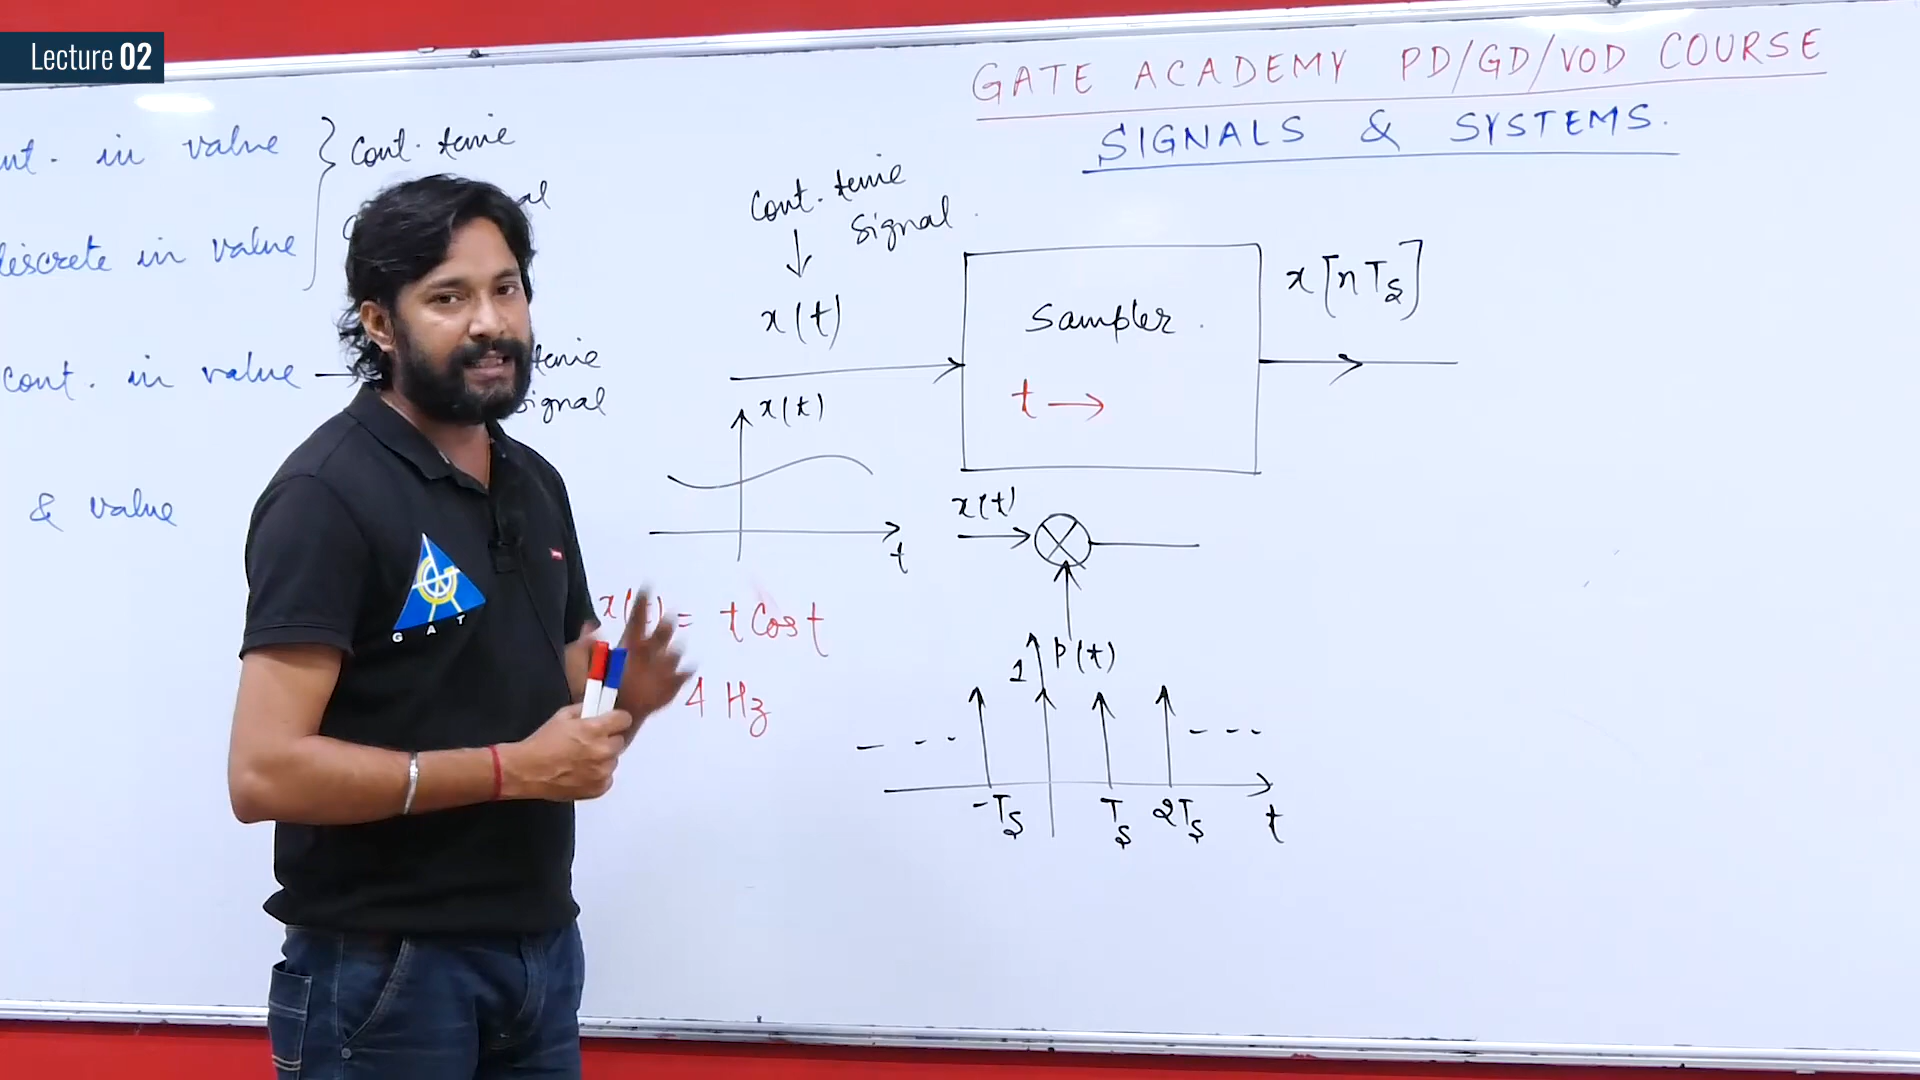 Lecture 02
GATE ACADEMY PD/GD/VOD COURSE
SIGNALS & SYSTEMS.
in value
Cont. time
discrete in value
cont. in value
time
signal
& value
Cont. time
signal.
x(t)
Sampler.
t →
x[nTs]
x(t)
t
x(t)
x(t) = t Cos t
4 Hz
1
p(t)
-Ts
Ts
2Ts
t
G A T